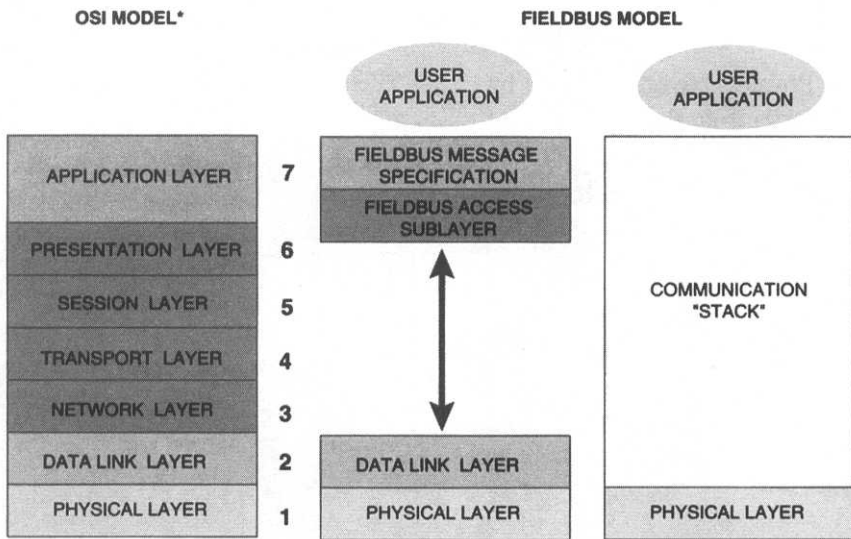 OSI MODEL*
FIELDBUS MODEL
USER
APPLICATION
USER
APPLICATION
APPLICATION LAYER
7
FIELDBUS MESSAGE
SPECIFICATION
FIELDBUS ACCESS
SUBLAYER
PRESENTATION LAYER
6
SESSION LAYER
5
COMMUNICATION
"STACK"
TRANSPORT LAYER
4
NETWORK LAYER
3
DATA LINK LAYER
2
DATA LINK LAYER
PHYSICAL LAYER
1
PHYSICAL LAYER
PHYSICAL LAYER